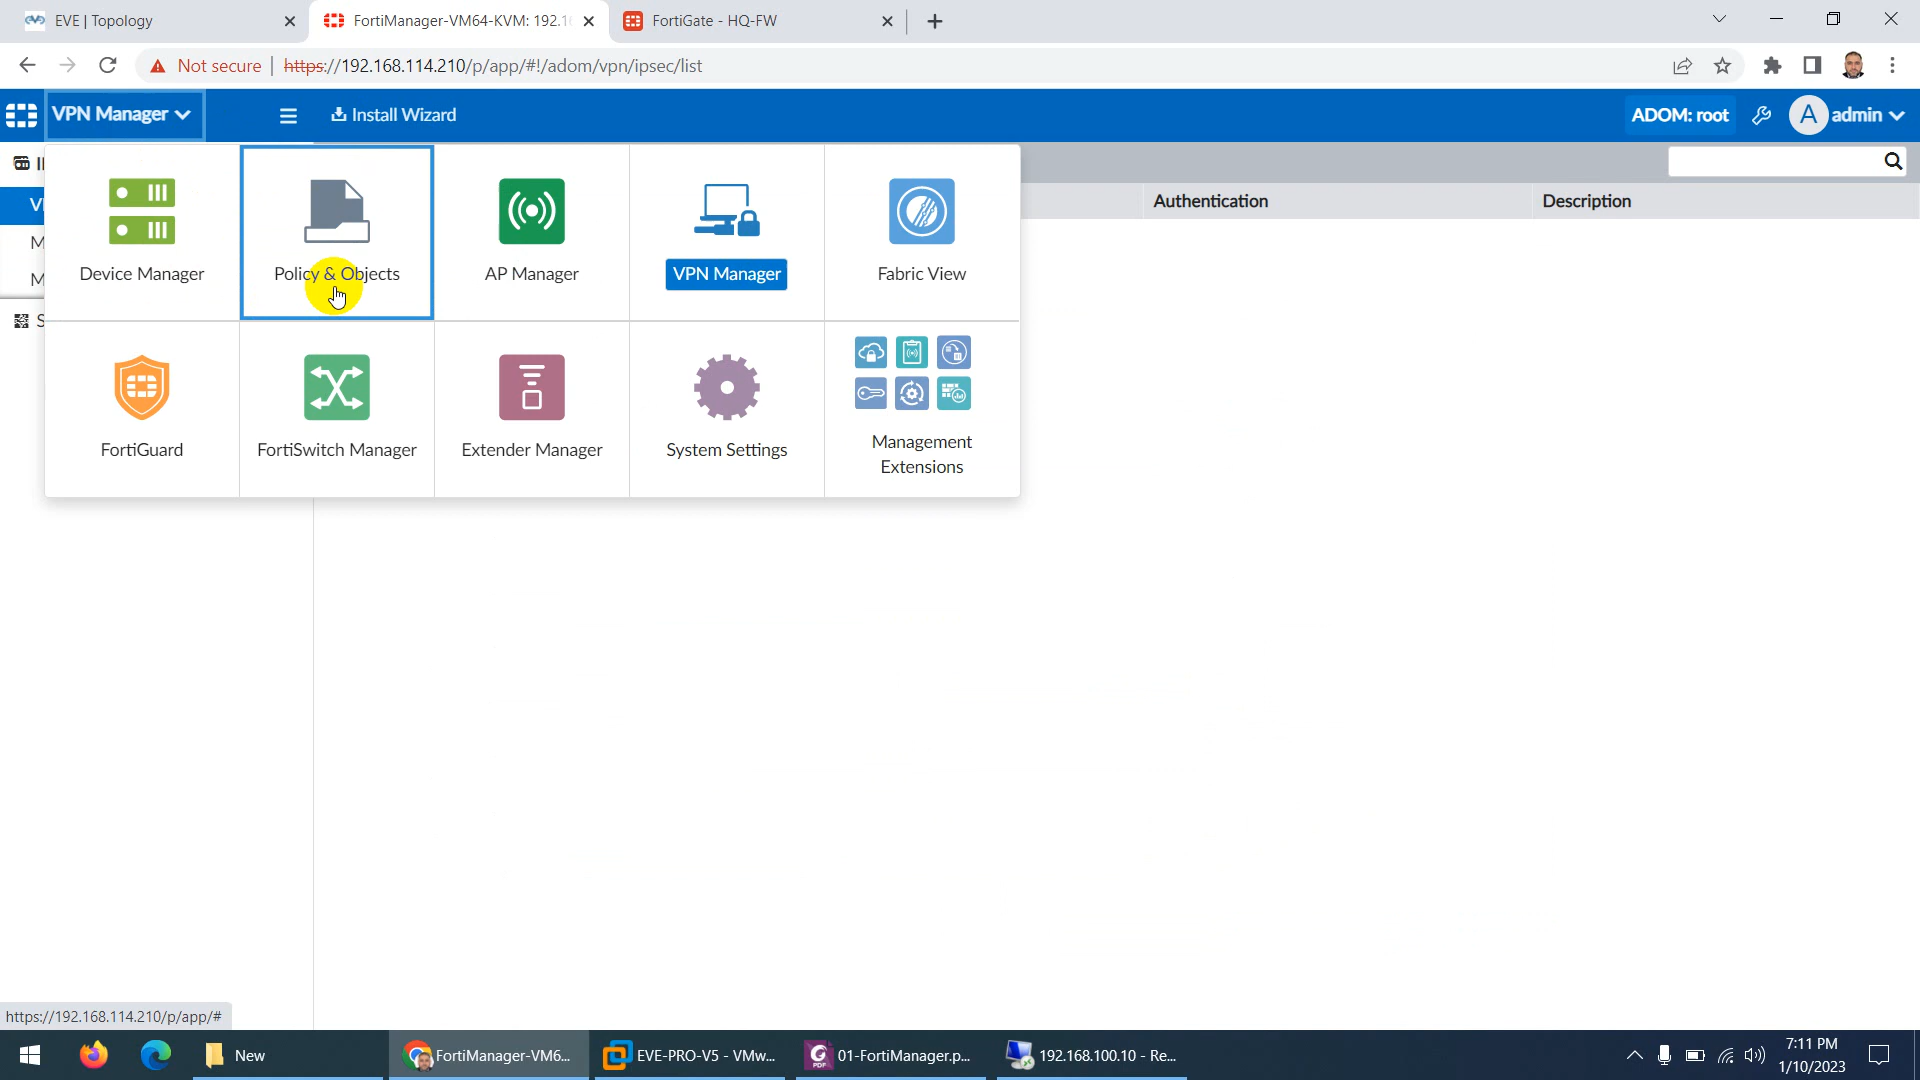 EVE | Topology
FortiManager-VM64-KVM: 192.1
FortiGate - HQ-FW
Not secure
https://192.168.114.210/p/app/#!/adom/vpn/ipsec/list
VPN Manager
Install Wizard
ADOM: root
A
admin
Authentication
Description
Device Manager
Policy & Objects
AP Manager
VPN Manager
Fabric View
FortiGuard
FortiSwitch Manager
Extender Manager
System Settings
Management
Extensions
https://192.168.114.210/p/app/#
New
FortiManager-VM6...
EVE-PRO-V5 - VMw...
PDF
01-FortiManager.p...
192.168.100.10 - Re...
7:11 PM
1/10/2023